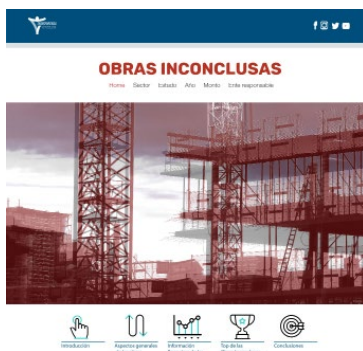 OBRAS INCONCLUSAS
Home Sector Estado Año Monto Ente responsable
Introducción Aspectos generales Información Top de las Conclusiones